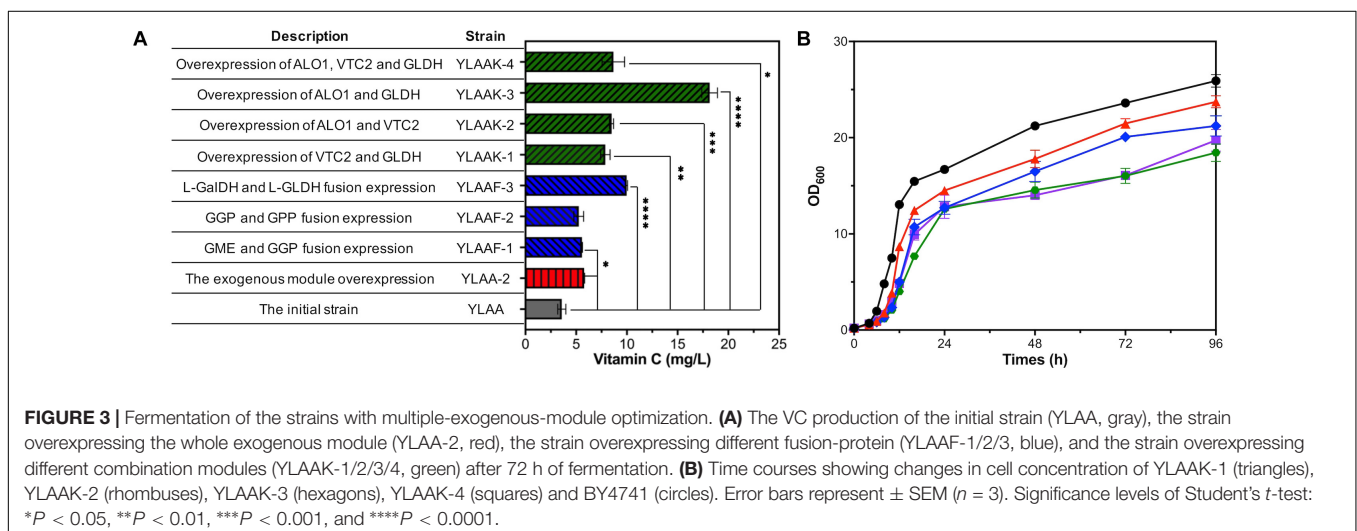 A
Description Strain
Overexpression of ALO1, VTC2 and GLDH YLAAK-4
Overexpression of ALO1 and GLDH YLAAK-3
Overexpression of ALO1 and VTC2 YLAAK-2
Overexpression of VTC2 and GLDH YLAAK-1
L-GalDH and L-GLDH fusion expression YLAAF-3
GGP and GPP fusion expression YLAAF-2
GME and GGP fusion expression YLAAF-1
The exogenous module overexpression YLAA-2
The initial strain YLAA
*
****
***
**
****
*
0 5 10 15 20 25
Vitamin C (mg/L)
B
30
20
10
0
OD600
0 12 24 48 72 96
Times (h)
FIGURE 3 | Fermentation of the strains with multiple-exogenous-module optimization. (A) The VC production of the initial strain (YLAA, gray), the strain
overexpressing the whole exogenous module (YLAA-2, red), the strain overexpressing different fusion-protein (YLAAF-1/2/3, blue), and the strain overexpressing
different combination modules (YLAAK-1/2/3/4, green) after 72 h of fermentation. (B) Time courses showing changes in cell concentration of YLAAK-1 (triangles),
YLAAK-2 (rhombuses), YLAAK-3 (hexagons), YLAAK-4 (squares) and BY4741 (circles). Error bars represent ± SEM (n = 3). Significance levels of Student's t-test:
*P < 0.05, **P < 0.01, ***P < 0.001, and ****P < 0.0001.